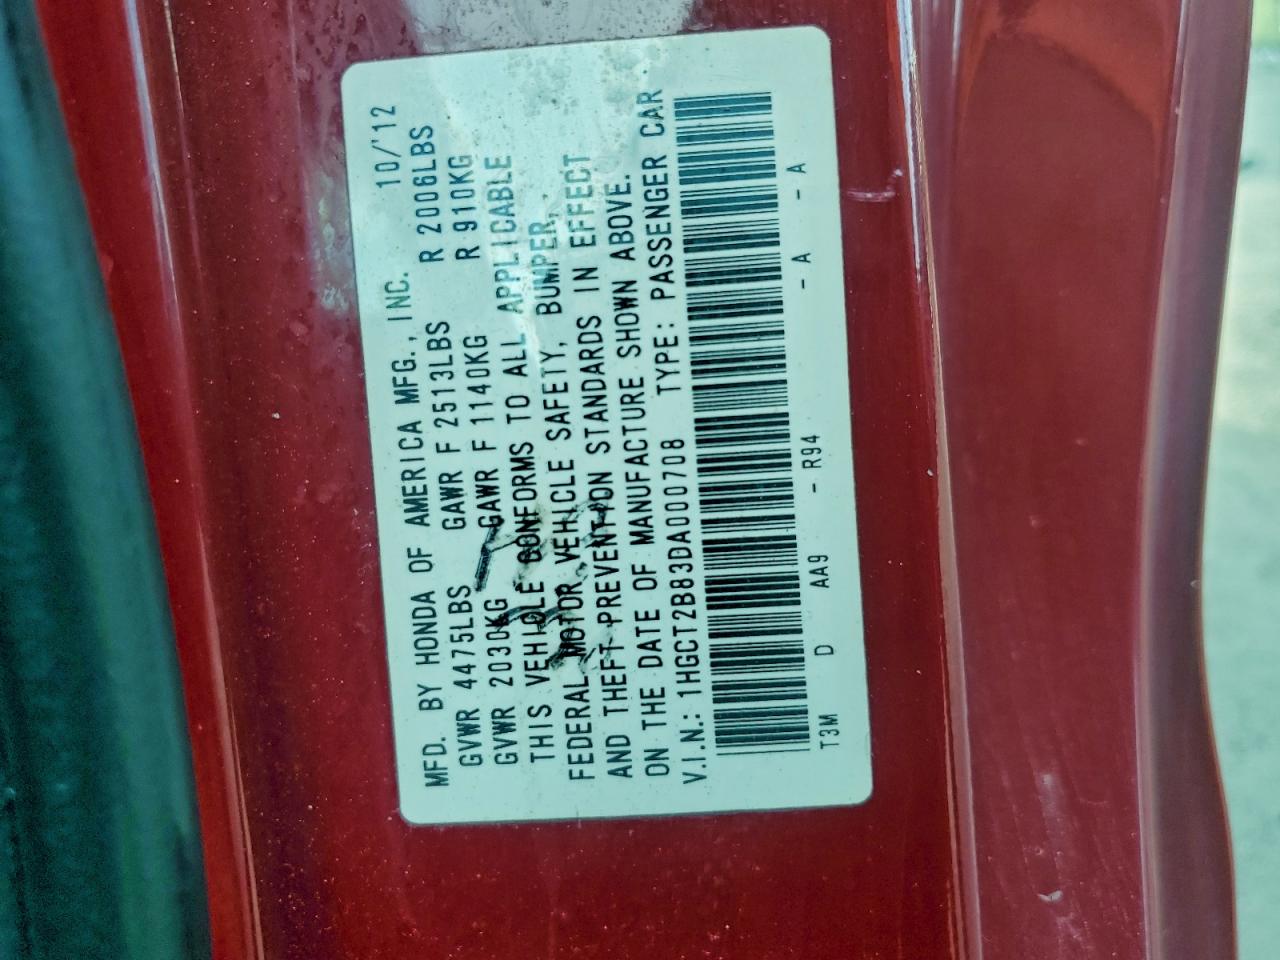 MFD. BY HONDA OF AMERICA MFG., INC. 10/'12
GVWR 4475LBS GAWR F 2513LBS R 2006LBS
GVWR 2030KG GAWR F 1140KG R 910KG
THIS VEHICLE CONFORMS TO ALL APPLICABLE
FEDERAL MOTOR VEHICLE SAFETY, BUMPER,
AND THEFT PREVENTION STANDARDS IN EFFECT
ON THE DATE OF MANUFACTURE SHOWN ABOVE.
V.I.N.: 1HGCT2B83DA000708 TYPE: PASSENGER CAR
T3M D AA9 - R94 - A - A